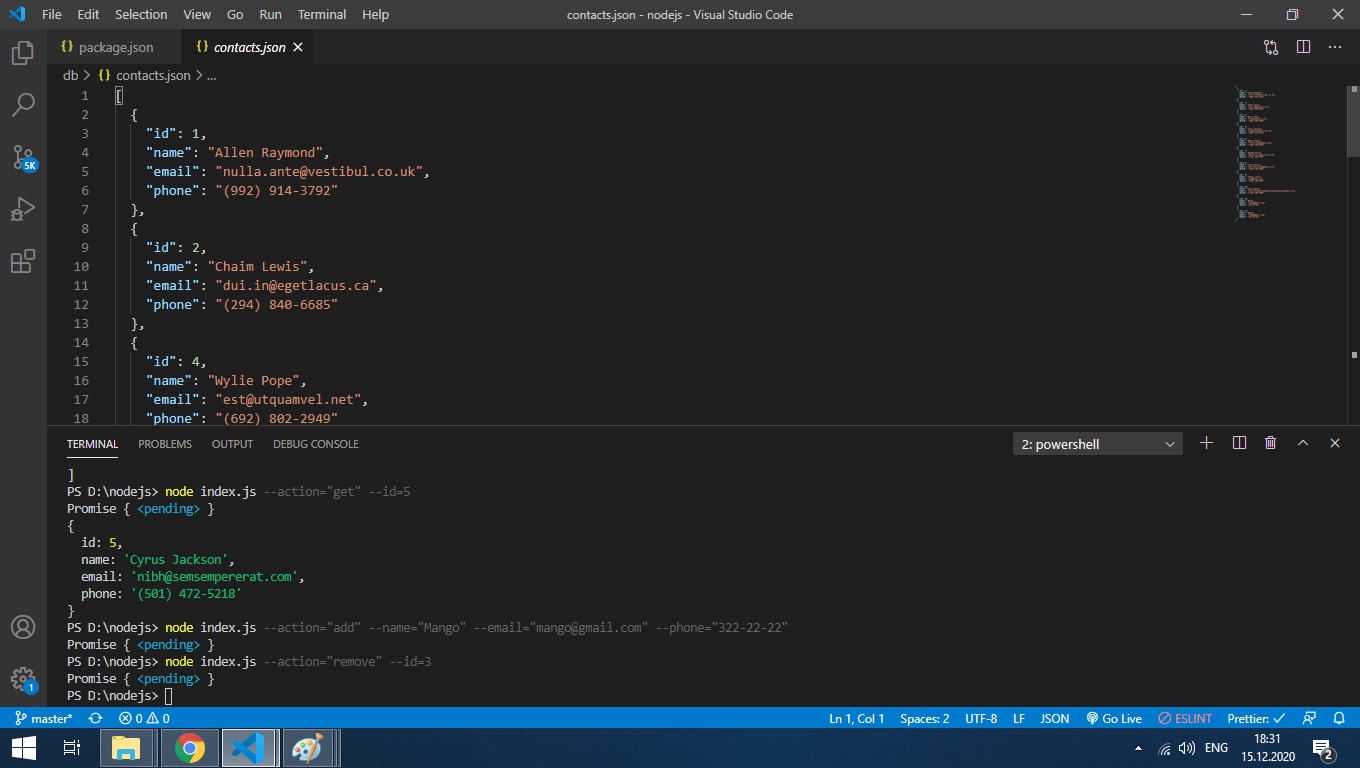 File Edit Selection View Go Run Terminal Help contacts.json - nodejs - Visual Studio Code
{} package.json {} contacts.json ×
db > {} contacts.json > ...
1 [
2 {
3 "id": 1,
4 "name": "Allen Raymond",
5 "email": "nulla.ante@vestibul.co.uk",
6 "phone": "(992) 914-3792"
7 },
8 {
9 "id": 2,
10 "name": "Chaim Lewis",
11 "email": "dui.in@egetlacus.ca",
12 "phone": "(294) 840-6685"
13 },
14 {
15 "id": 4,
16 "name": "Wylie Pope",
17 "email": "est@utquamvel.net",
18 "phone": "(692) 802-2949"
5K
TERMINAL PROBLEMS OUTPUT DEBUG CONSOLE 2: powershell
]
PS D:\nodejs> node index.js --action="get" --id=5
Promise { <pending> }
{
id: 5,
name: 'Cyrus Jackson',
email: 'nibh@semsempererat.com',
phone: '(501) 472-5218'
}
PS D:\nodejs> node index.js --action="add" --name="Mango" --email="mango@gmail.com" --phone="322-22-22"
Promise { <pending> }
PS D:\nodejs> node index.js --action="remove" --id=3
Promise { <pending> }
PS D:\nodejs>
1
master* 0 0 Ln 1, Col 1 Spaces: 2 UTF-8 LF JSON Go Live ESLINT Prettier: ✓
ENG 18:31
15.12.2020 2